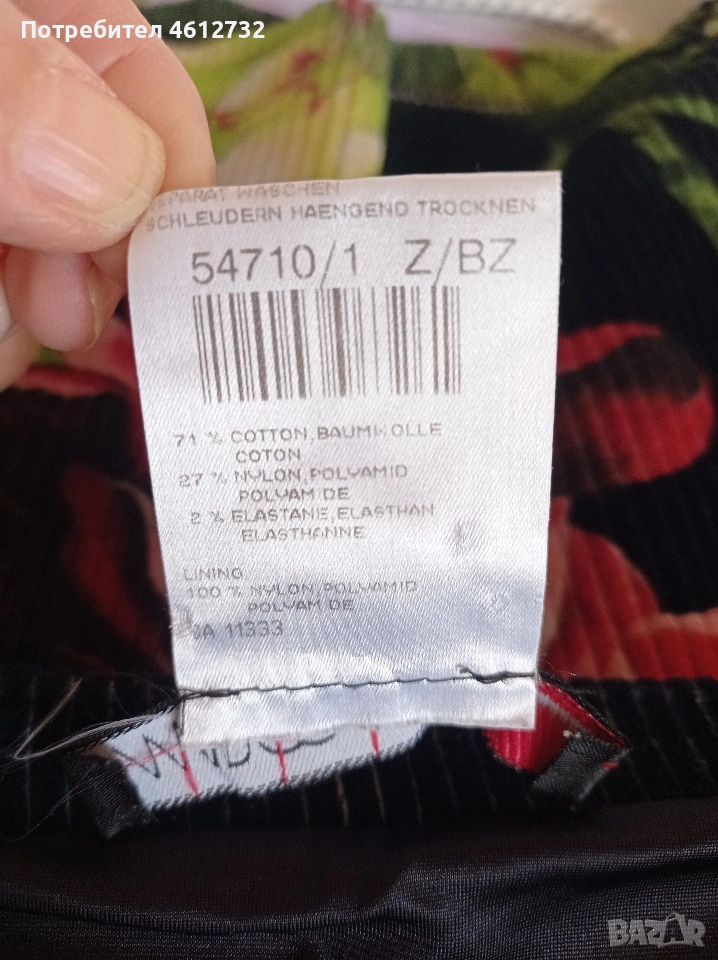 Потребител 4612732
SEPARAT WASCHEN
SCHLEUDERN HAENGEND TROCKNEN
54710/1 Z/BZ
71 % COTTON,BAUMWOLLE
COTON
27 % NYLON,POLYAMID
POLYAMIDE
2 % ELASTANE,ELASTHAN
ELASTHANNE
LINING
100 % NYLON,POLYAMID
POLYAMIDE
11333
BAZAR